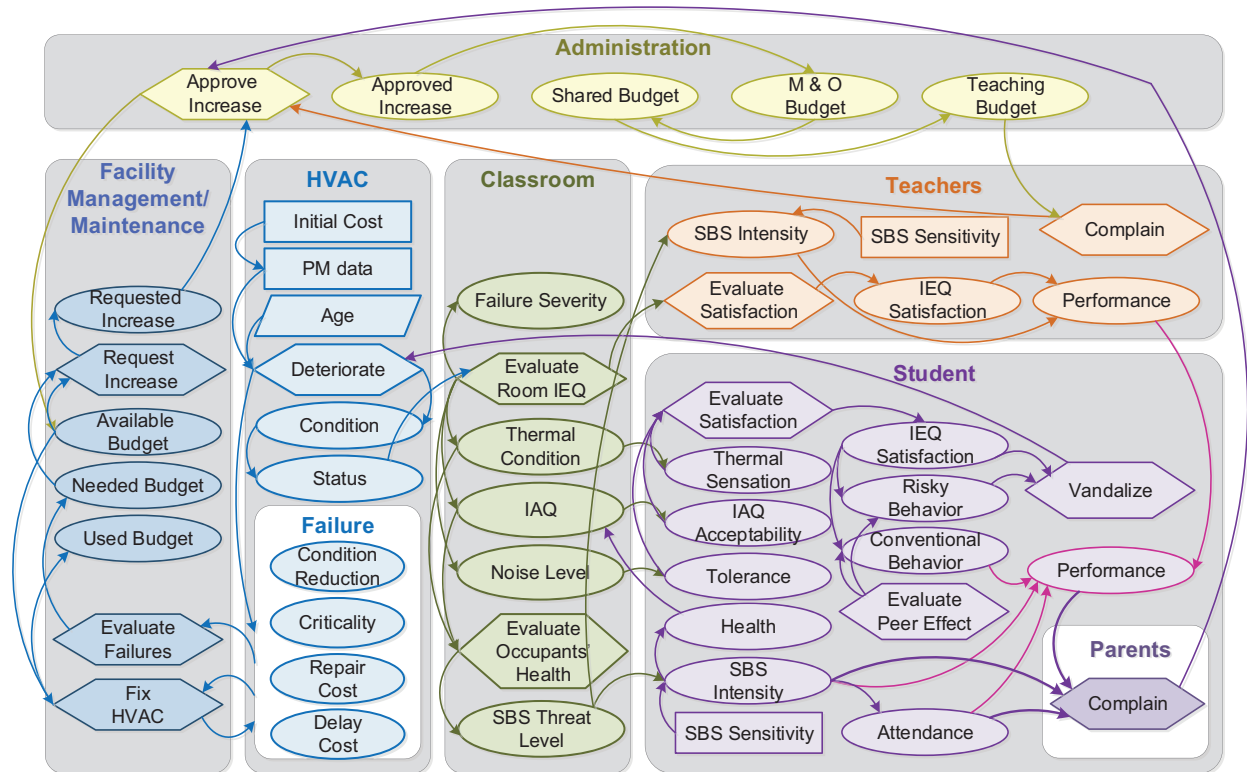 Administration
Approve
Increase
Approved
Increase
Shared Budget
M & O
Budget
Teaching
Budget
Facility
Management/
Maintenance
Requested
Increase
Request
Increase
Available
Budget
Needed Budget
Used Budget
Evaluate
Failures
Fix
HVAC
HVAC
Initial Cost
PM data
Age
Deteriorate
Condition
Status
Failure
Condition
Reduction
Criticality
Repair
Cost
Delay
Cost
Classroom
Failure Severity
Evaluate
Room IEQ
Thermal
Condition
IAQ
Noise Level
Evaluate
Occupants'
Health
SBS Threat
Level
Teachers
SBS Intensity
SBS Sensitivity
Complain
Evaluate
Satisfaction
IEQ
Satisfaction
Performance
Student
Evaluate
Satisfaction
Thermal
Sensation
IAQ
Acceptability
Tolerance
Health
SBS
Intensity
SBS Sensitivity
IEQ
Satisfaction
Risky
Behavior
Conventional
Behavior
Evaluate
Peer Effect
Attendance
Vandalize
Performance
Parents
Complain